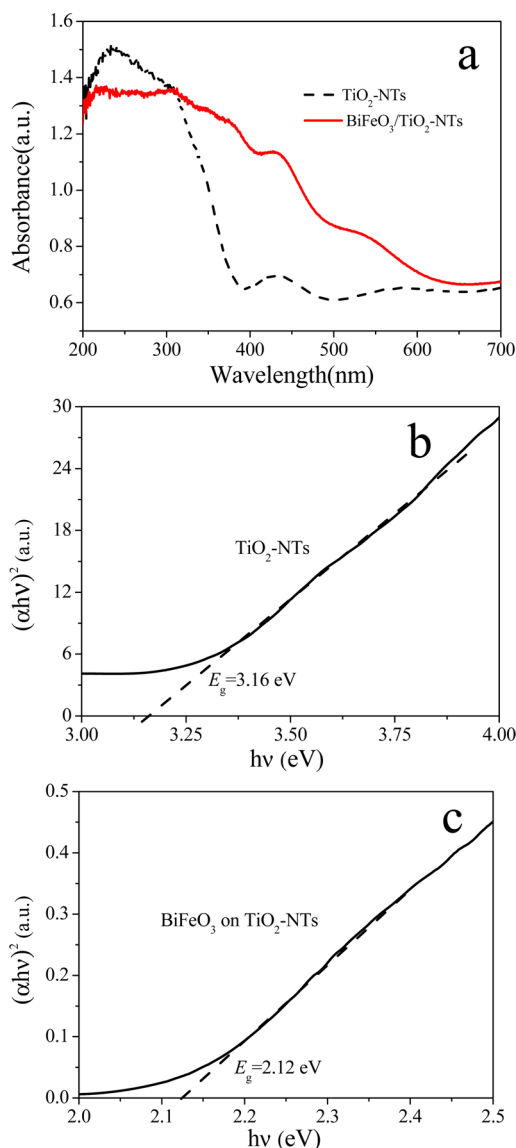 a
1.6
1.4
1.2
1.0
0.8
0.6
Absorbance(a.u.)
TiO₂-NTs
BiFeO₃/TiO₂-NTs
200 300 400 500 600 700
Wavelength(nm)
b
30
24
18
12
6
0
(αhν)² (a.u.)
TiO₂-NTs
E_g=3.16 eV
3.00 3.25 3.50 3.75 4.00
hν (eV)
c
0.5
0.4
0.3
0.2
0.1
0.0
(αhν)² (a.u.)
BiFeO₃ on TiO₂-NTs
E_g=2.12 eV
2.0 2.1 2.2 2.3 2.4 2.5
hν (eV)